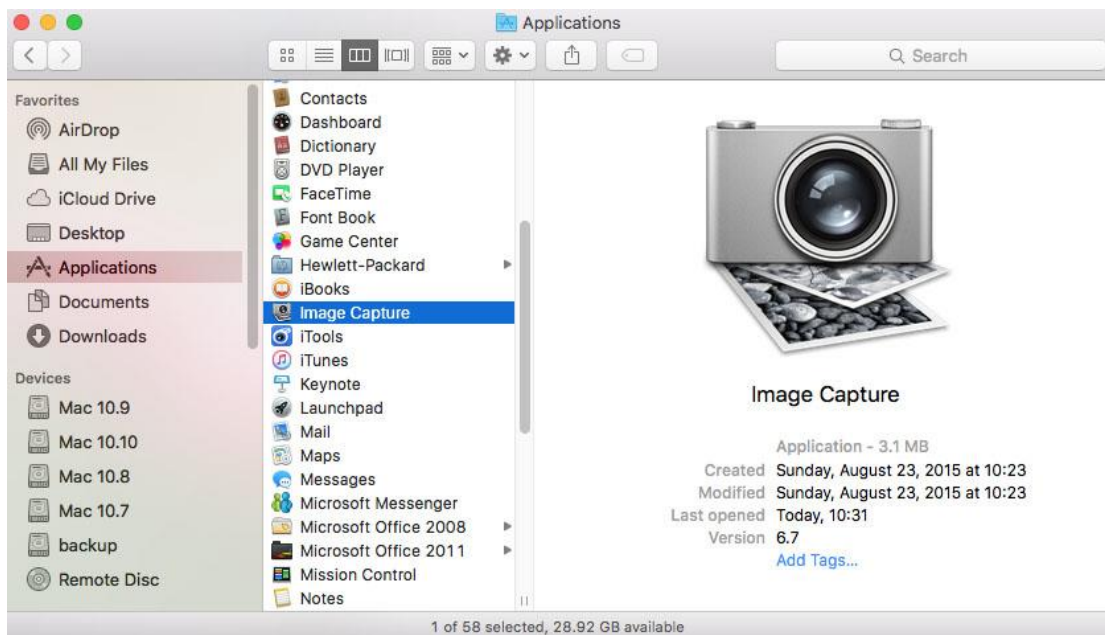 Applications
Search
Favorites
AirDrop
All My Files
iCloud Drive
Desktop
Applications
Documents
Downloads
Devices
Mac 10.9
Mac 10.10
Mac 10.8
Mac 10.7
backup
Remote Disc
Contacts
Dashboard
Dictionary
DVD Player
FaceTime
Font Book
Game Center
Hewlett-Packard
iBooks
Image Capture
iTools
iTunes
Keynote
Launchpad
Mail
Maps
Messages
Microsoft Messenger
Microsoft Office 2008
Microsoft Office 2011
Mission Control
Notes
Image Capture
Application - 3.1 MB
Created Sunday, August 23, 2015 at 10:23
Modified Sunday, August 23, 2015 at 10:23
Last opened Today, 10:31
Version 6.7
Add Tags...
1 of 58 selected, 28.92 GB available